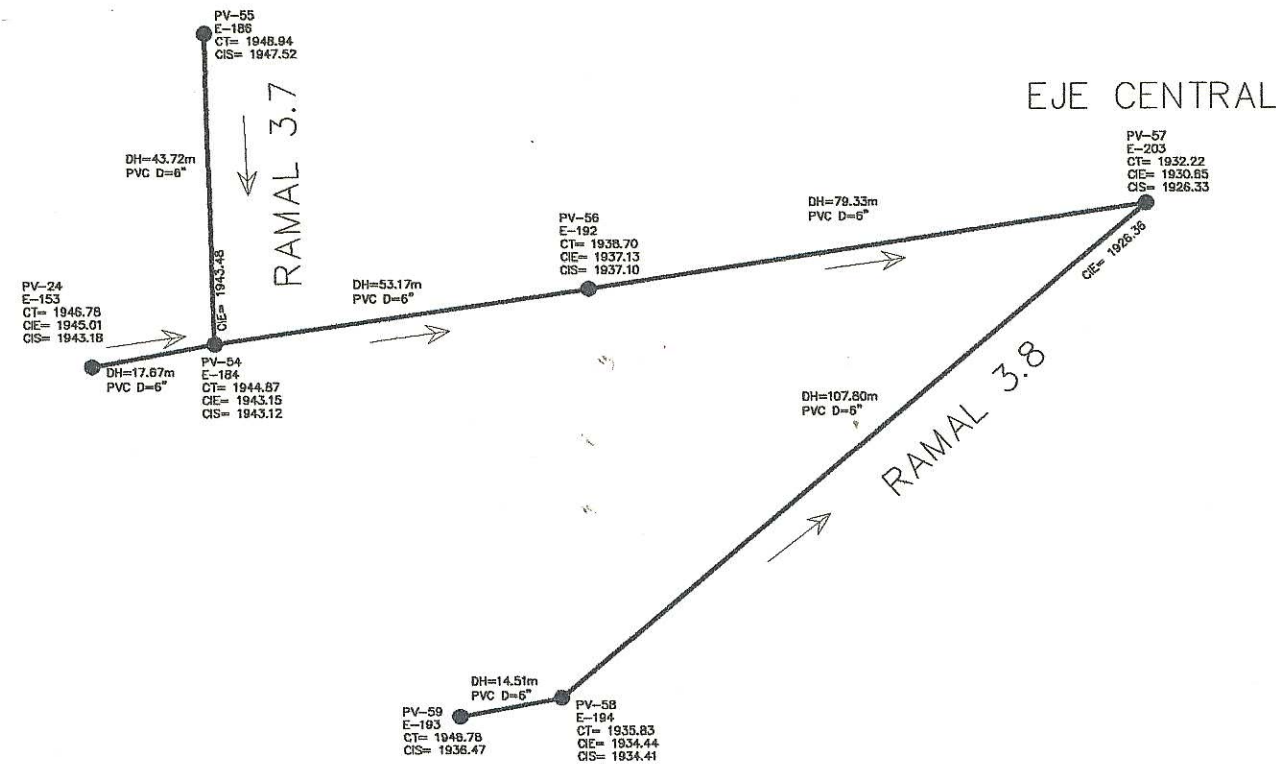 PV-55
E-186
CT= 1948.94
CIS= 1947.52
RAMAL 3.7
DH=43.72m
PVC D=6"
EJE CENTRAL
PV-57
E-203
CT= 1932.22
CIE= 1930.65
CIS= 1926.33
DH=79.33m
PVC D=6"
PV-56
E-192
CT= 1938.70
CIE= 1937.13
CIS= 1937.10
CIE= 1926.36
CIE= 1943.48
DH=53.17m
PVC D=6"
PV-24
E-153
CT= 1946.78
CIE= 1945.01
CIS= 1943.18
DH=17.67m
PVC D=6"
PV-54
E-184
CT= 1944.87
CIE= 1943.15
CIS= 1943.12
DH=107.80m
PVC D=6"
RAMAL 3.8
DH=14.51m
PVC D=6"
PV-59
E-193
CT= 1948.78
CIS= 1936.47
PV-58
E-194
CT= 1935.83
CIE= 1934.44
CIS= 1934.41